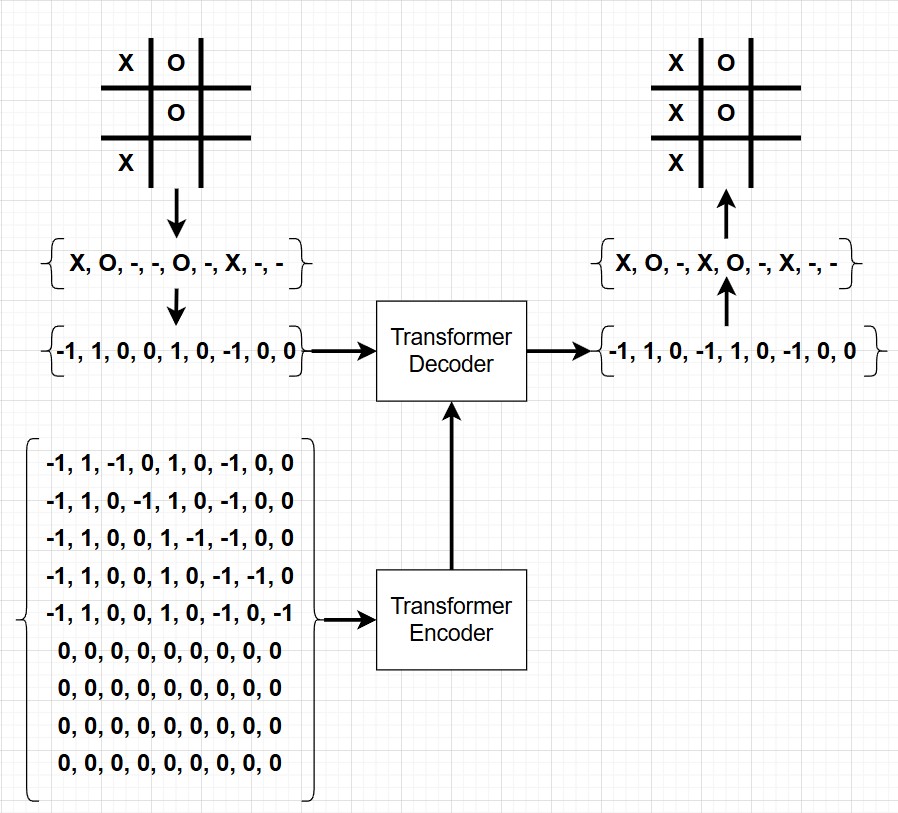 X O
O
X
X, O, -, -, O, -, X, -, -
-1, 1, 0, 0, 1, 0, -1, 0, 0
Transformer
Decoder
X O
X O
X
X, O, -, X, O, -, X, -, -
-1, 1, 0, -1, 1, 0, -1, 0, 0
-1, 1, -1, 0, 1, 0, -1, 0, 0
-1, 1, 0, -1, 1, 0, -1, 0, 0
-1, 1, 0, 0, 1, -1, -1, 0, 0
-1, 1, 0, 0, 1, 0, -1, -1, 0
-1, 1, 0, 0, 1, 0, -1, 0, -1
0, 0, 0, 0, 0, 0, 0, 0, 0
0, 0, 0, 0, 0, 0, 0, 0, 0
0, 0, 0, 0, 0, 0, 0, 0, 0
0, 0, 0, 0, 0, 0, 0, 0, 0
Transformer
Encoder